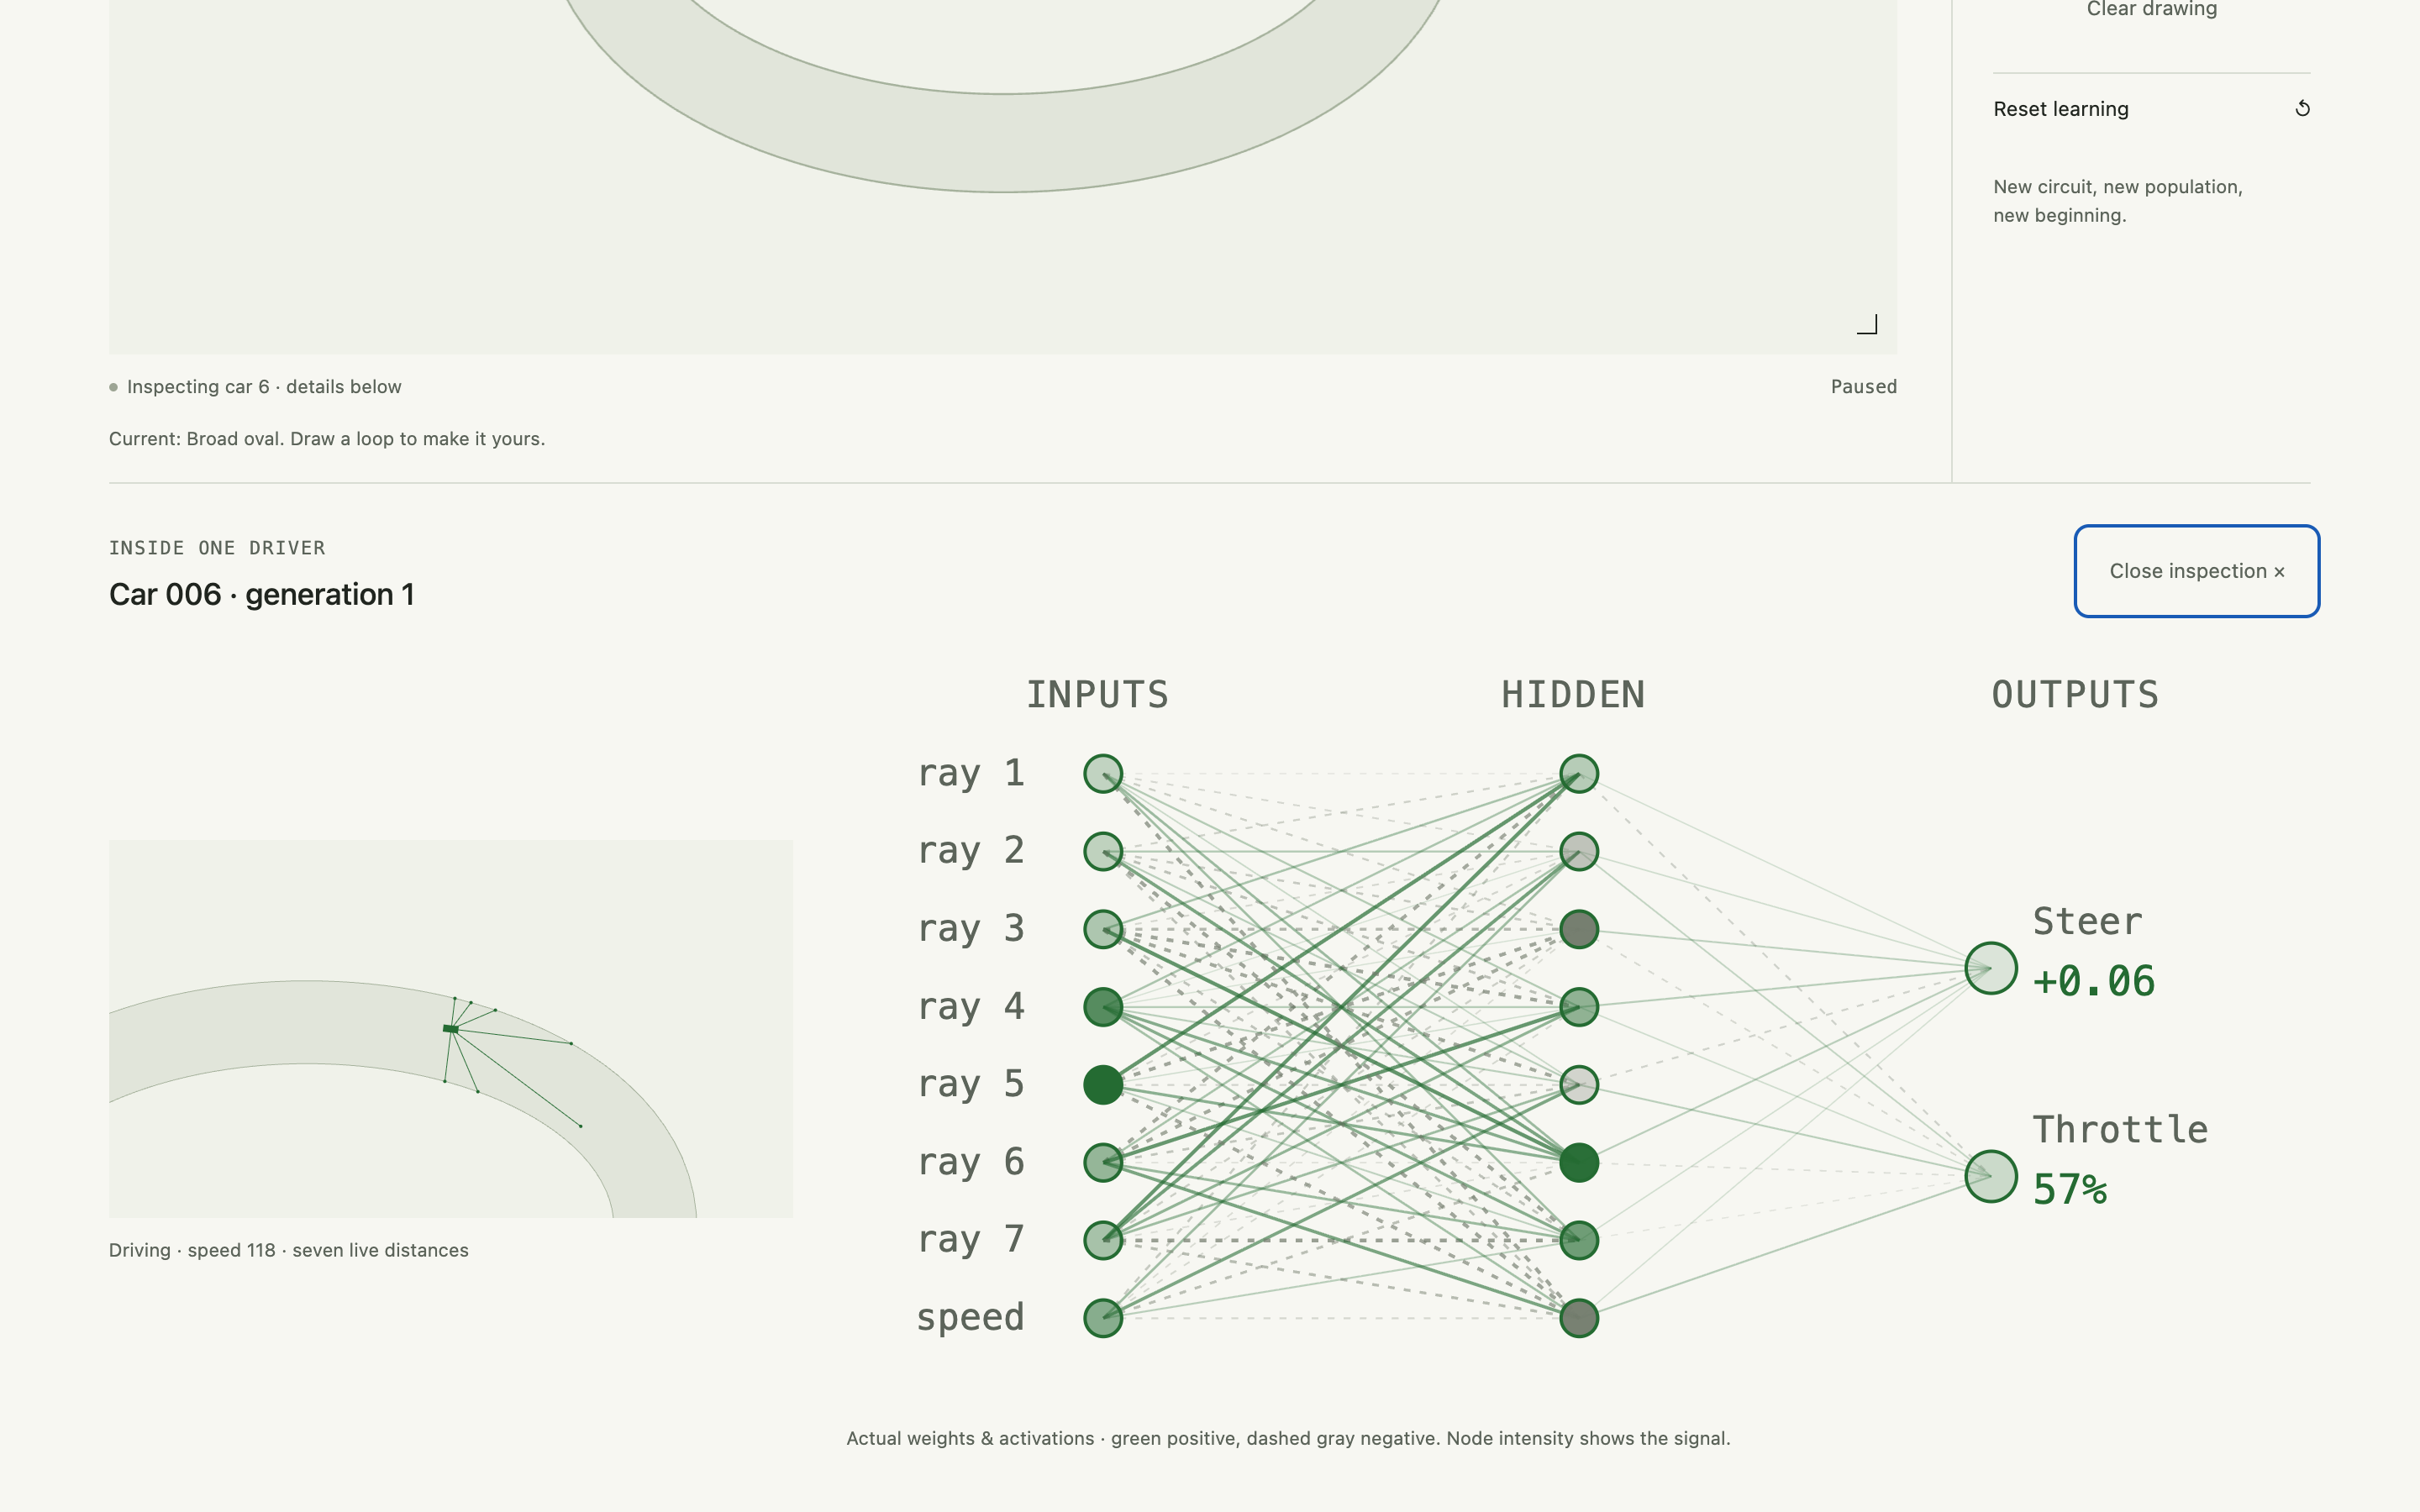 Clear drawing
Reset learning
New circuit, new population,
new beginning.
Inspecting car 6 · details below
Paused
Current: Broad oval. Draw a loop to make it yours.
INSIDE ONE DRIVER
Car 006 · generation 1
Close inspection ×
INPUTS
HIDDEN
OUTPUTS
ray 1
ray 2
ray 3
ray 4
ray 5
ray 6
ray 7
speed
Steer
+0.06
Throttle
57%
Driving · speed 118 · seven live distances
Actual weights & activations · green positive, dashed gray negative. Node intensity shows the signal.